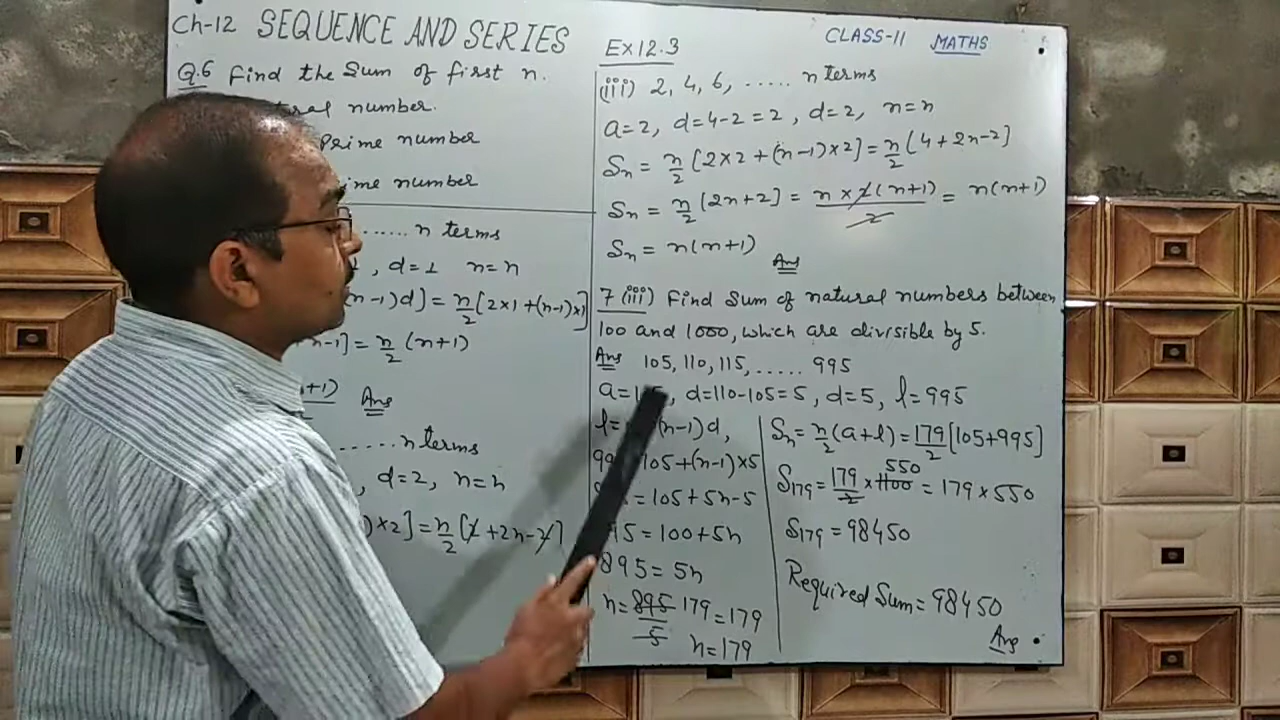 Ch-12 SEQUENCE AND SERIES
Ex 12.3
CLASS-11 MATHS
Q.6 Find the Sum of first n.
number.
Prime number
number
...... n terms
, d=1 n=n
n-1)d] = n/2 [2×1+(n-1)×1]
n-1] = n/2 (n+1)
Ans
...... n terms
, d=2, n=n
×2] = n/2 [2+2n-2]
(iii) 2, 4, 6, ...... n terms
a=2, d=4-2=2, d=2, n=n
Sn = n/2 [2×2+(n-1)×2] = n/2 [4+2n-2]
Sn = n/2 [2n+2] = n×2(n+1)/2 = n(n+1)
Sn = n(n+1)
Ans
7 (iii) Find Sum of natural numbers between
100 and 1000, which are divisible by 5.
Ans 105, 110, 115, ...... 995
a=105, d=110-105=5, d=5, l=995
(n-1)d,
105+(n-1)×5
= 105+5n-5
= 100+5n
895 = 5n
n = 895/5 179 = 179
n=179
Sn = n/2 (a+l) = 179/2 [105+995]
S179 = 179/2 × 1100 550 = 179×550
S179 = 98450
Required Sum = 98450
Ans